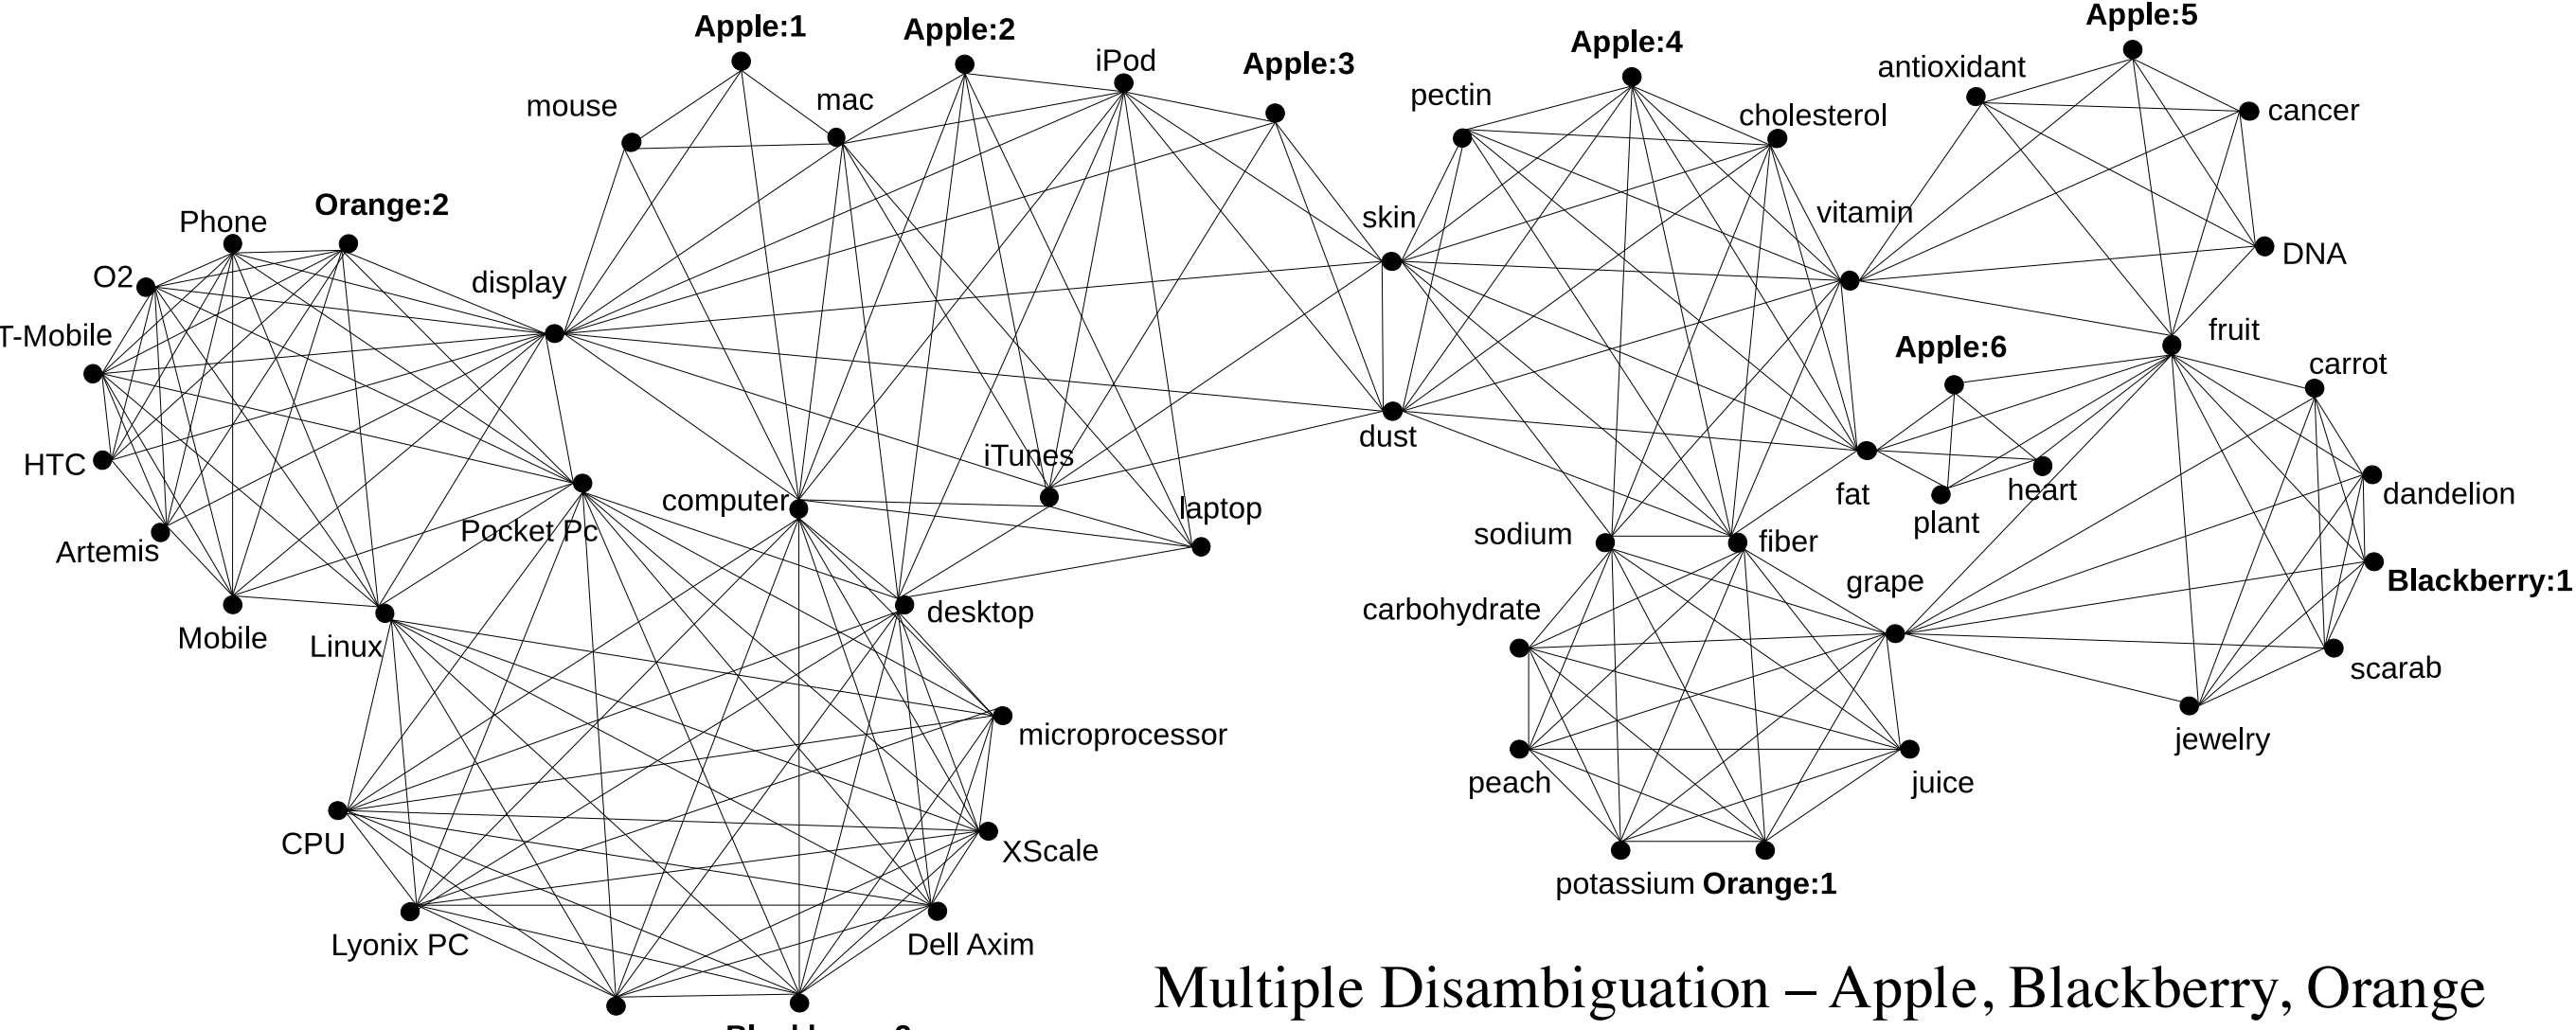 Apple:1
Apple:2
iPod
Apple:3
Apple:4
Apple:5
antioxidant
cancer
mouse
mac
pectin
cholesterol
Phone
Orange:2
O2
display
skin
vitamin
DNA
T-Mobile
fruit
Apple:6
carrot
HTC
Artemis
Pocket Pc
computer
iTunes
laptop
dust
fat
plant
heart
dandelion
sodium
fiber
grape
Blackberry:1
Mobile
Linux
desktop
carbohydrate
scarab
microprocessor
peach
juice
jewelry
CPU
XScale
potassium
Orange:1
Lyonix PC
Dell Axim
Multiple Disambiguation – Apple, Blackberry, Orange